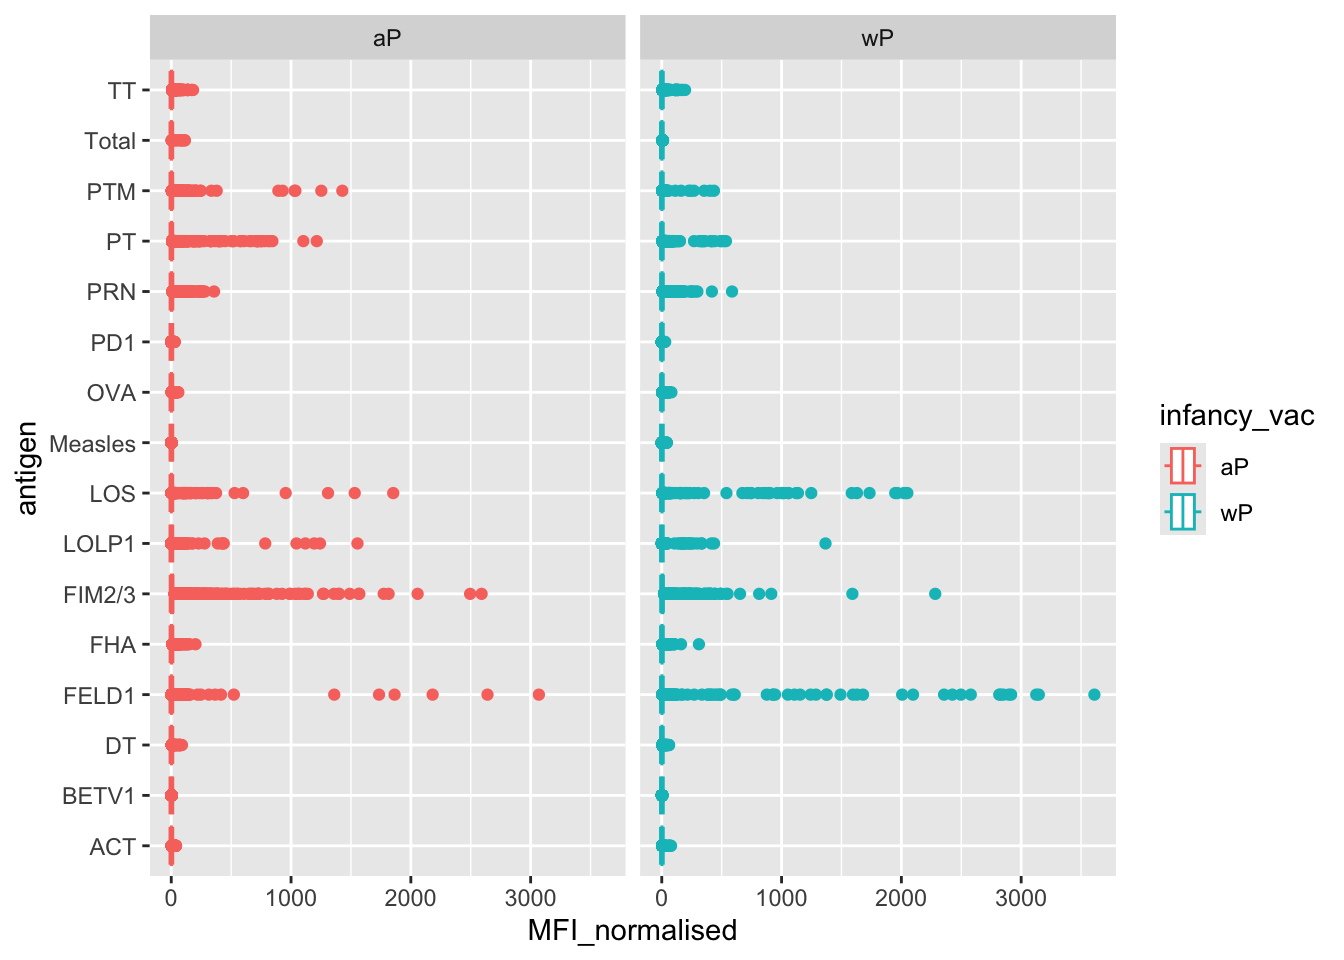 aP wP
TT
Total
PTM
PT
PRN
PD1
OVA
Measles
LOS
LOLP1
FIM2/3
FHA
FELD1
DT
BETV1
ACT
antigen
0 1000 2000 3000 0 1000 2000 3000
MFI_normalised
infancy_vac
aP
wP